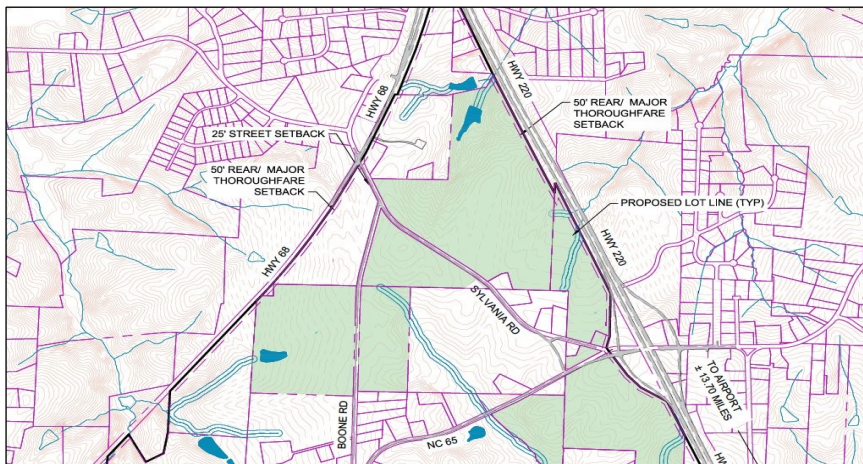 HWY 68
HWY 220
50' REAR/ MAJOR
THOROUGHFARE
SETBACK
25' STREET SETBACK
50' REAR/ MAJOR
THOROUGHFARE
SETBACK
PROPOSED LOT LINE (TYP)
HWY 68
HWY 220
SYLVANIA RD
TO AIRPORT
± 13.70 MILES
BOONE RD
NC 65
HW